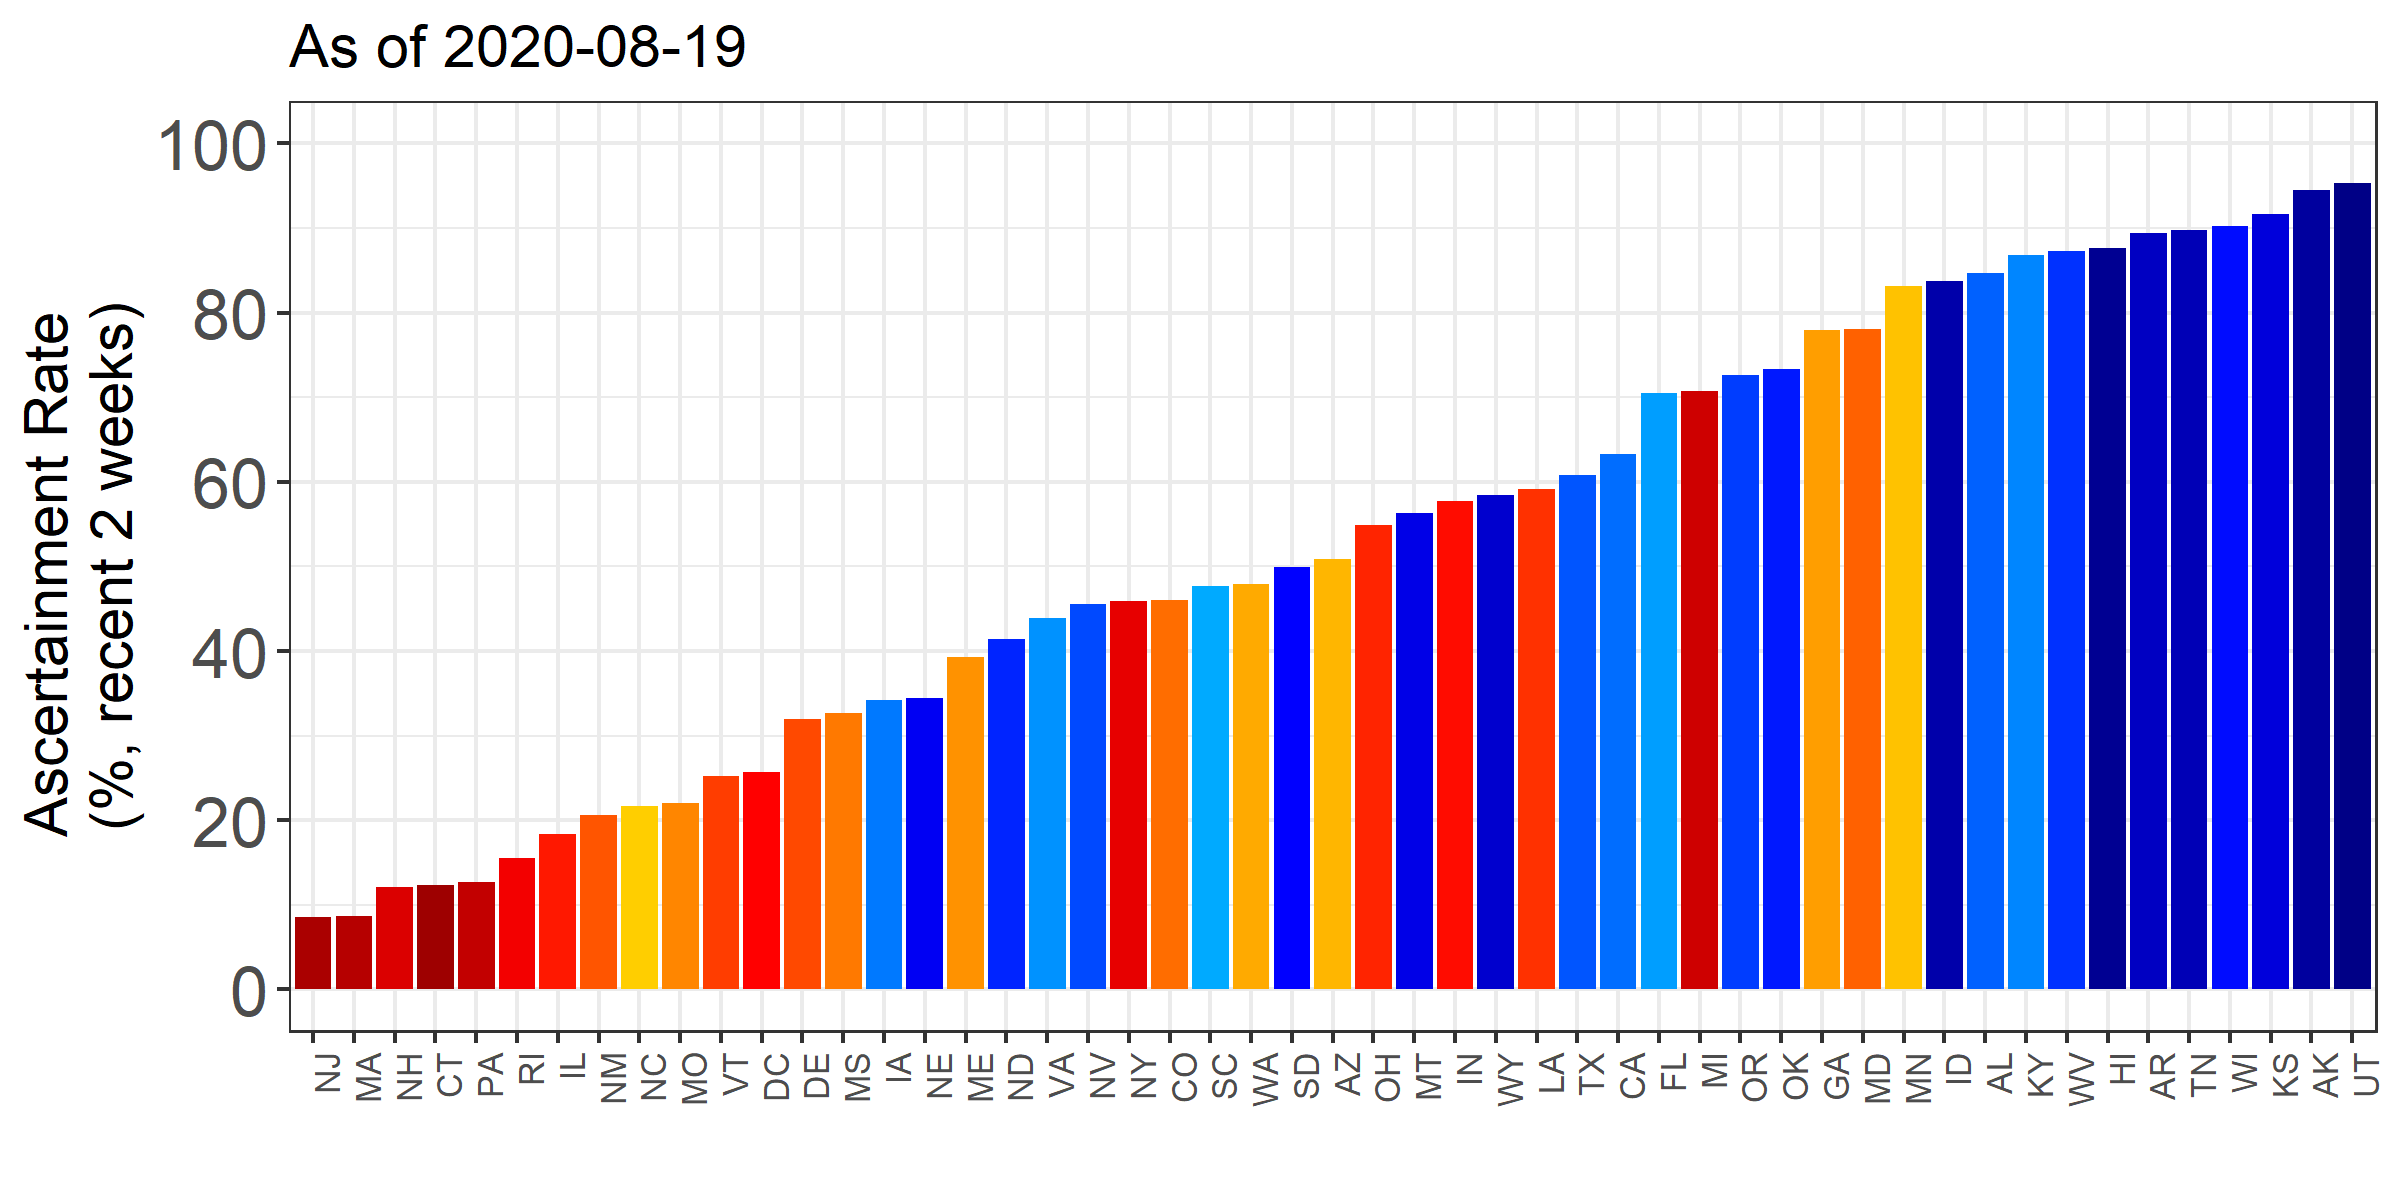 As of 2020-08-19
Ascertainment Rate
(%, recent 2 weeks)
100
80
60
40
20
0
NJ MA NH CT PA RI IL NM NC MO VT DC DE MS IA NE ME ND VA NV NY CO SC WA SD AZ OH MT IN WY LA TX CA FL MI OR OK GA MD MN ID AL KY WV HI AR TN WI KS AK UT